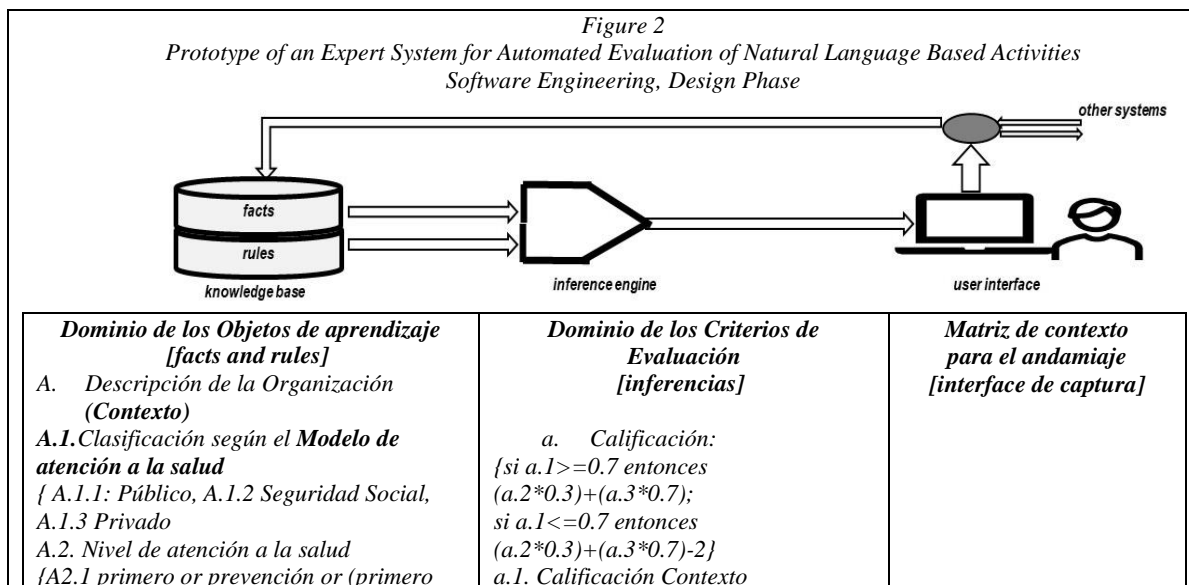 Figure 2
Prototype of an Expert System for Automated Evaluation of Natural Language Based Activities
Software Engineering, Design Phase
other systems
facts
rules
knowledge base
inference engine
user interface
Dominio de los Objetos de aprendizaje
[facts and rules]
A. Descripción de la Organización
(Contexto)
A.1.Clasificación según el Modelo de
atención a la salud
{ A.1.1: Público, A.1.2 Seguridad Social,
A.1.3 Privado
A.2. Nivel de atención a la salud
{A2.1 primero or prevención or (primero
Dominio de los Criterios de
Evaluación
[inferencias]
a. Calificación:
{si a.1>=0.7 entonces
(a.2*0.3)+(a.3*0.7);
si a.1<=0.7 entonces
(a.2*0.3)+(a.3*0.7)-2}
a.1. Calificación Contexto
Matriz de contexto
para el andamiaje
[interface de captura]